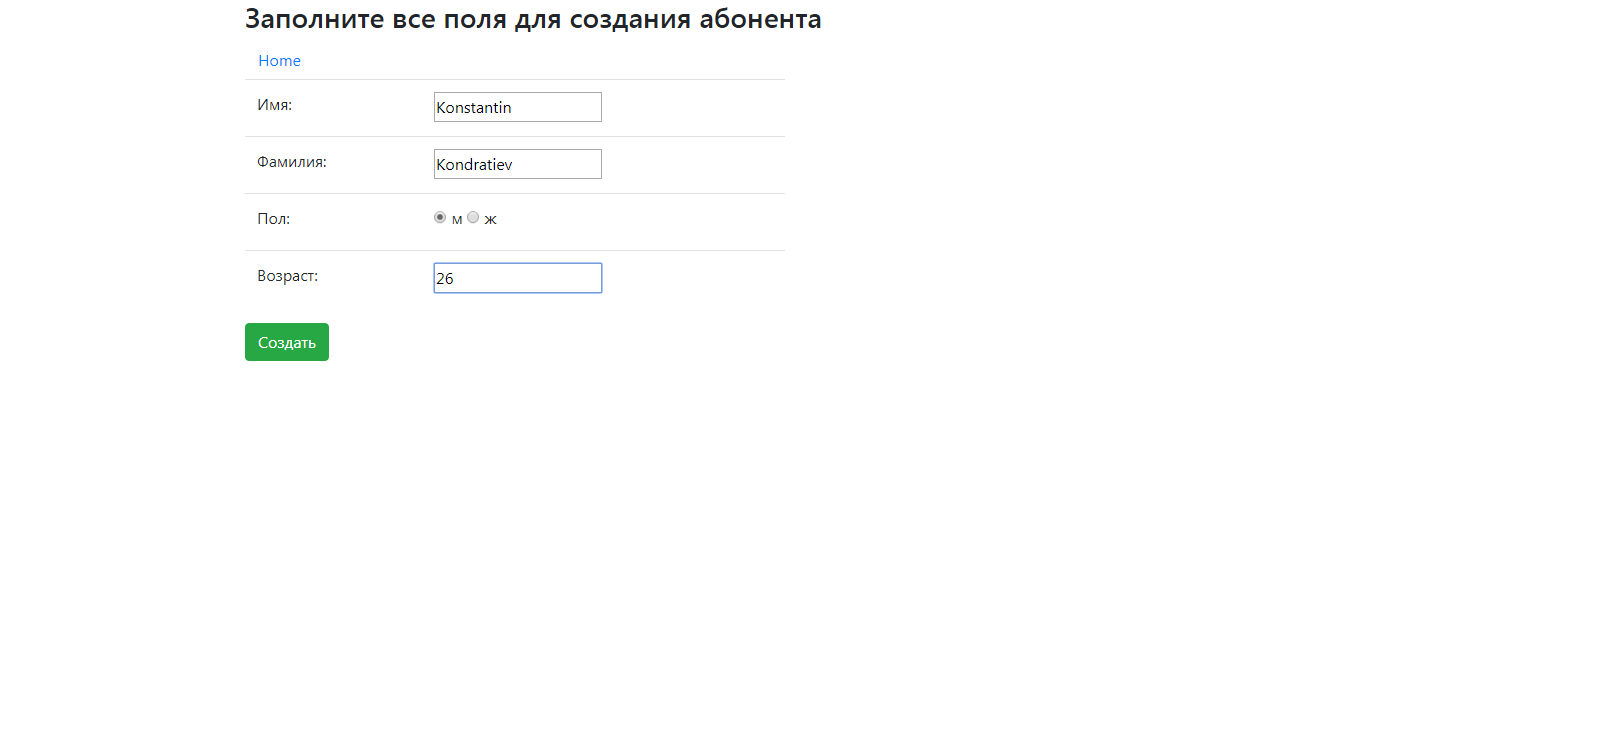 Заполните все поля для создания абонента
Home
Имя: Konstantin
Фамилия: Kondratiev
Пол: м ж
Возраст: 26
Создать